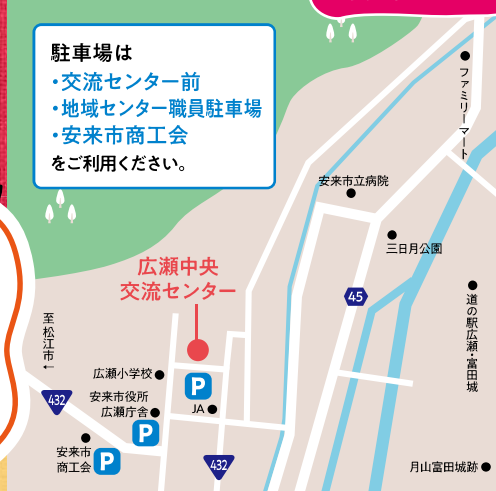 駐車場は
・交流センター前
・地域センター職員駐車場
・安来市商工会
をご利用ください。
ファミリーマート
安来市立病院
三日月公園
広瀬中央
交流センター
45
道の駅広瀬・富田城
至松江市←
広瀬小学校
P
432
安来市役所
広瀬庁舎
JA
P
安来市
商工会
P
432
月山富田城跡